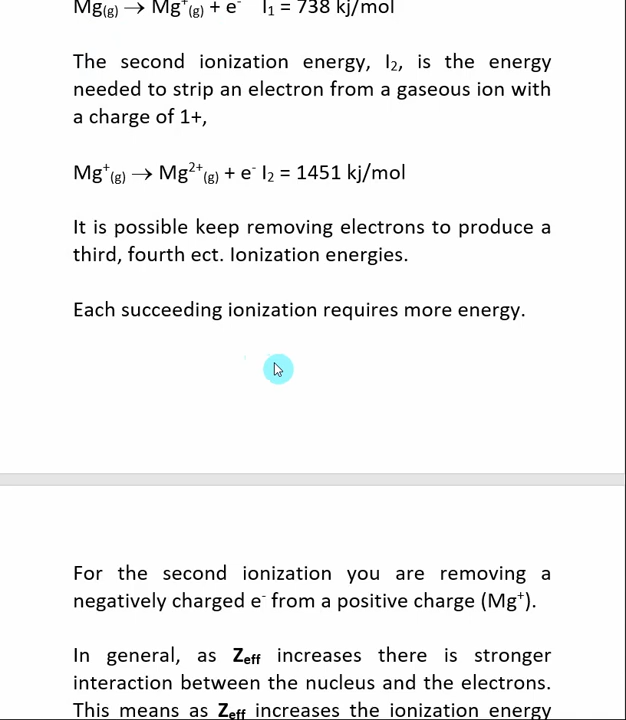 Mg(g) → Mg⁺(g) + e⁻ I₁ = 738 kj/mol
The second ionization energy, I₂, is the energy
needed to strip an electron from a gaseous ion with
a charge of 1+,
Mg⁺(g) → Mg²⁺(g) + e⁻ I₂ = 1451 kj/mol
It is possible keep removing electrons to produce a
third, fourth ect. Ionization energies.
Each succeeding ionization requires more energy.
For the second ionization you are removing a
negatively charged e⁻ from a positive charge (Mg⁺).
In general, as Zeff increases there is stronger
interaction between the nucleus and the electrons.
This means as Zeff increases the ionization energy